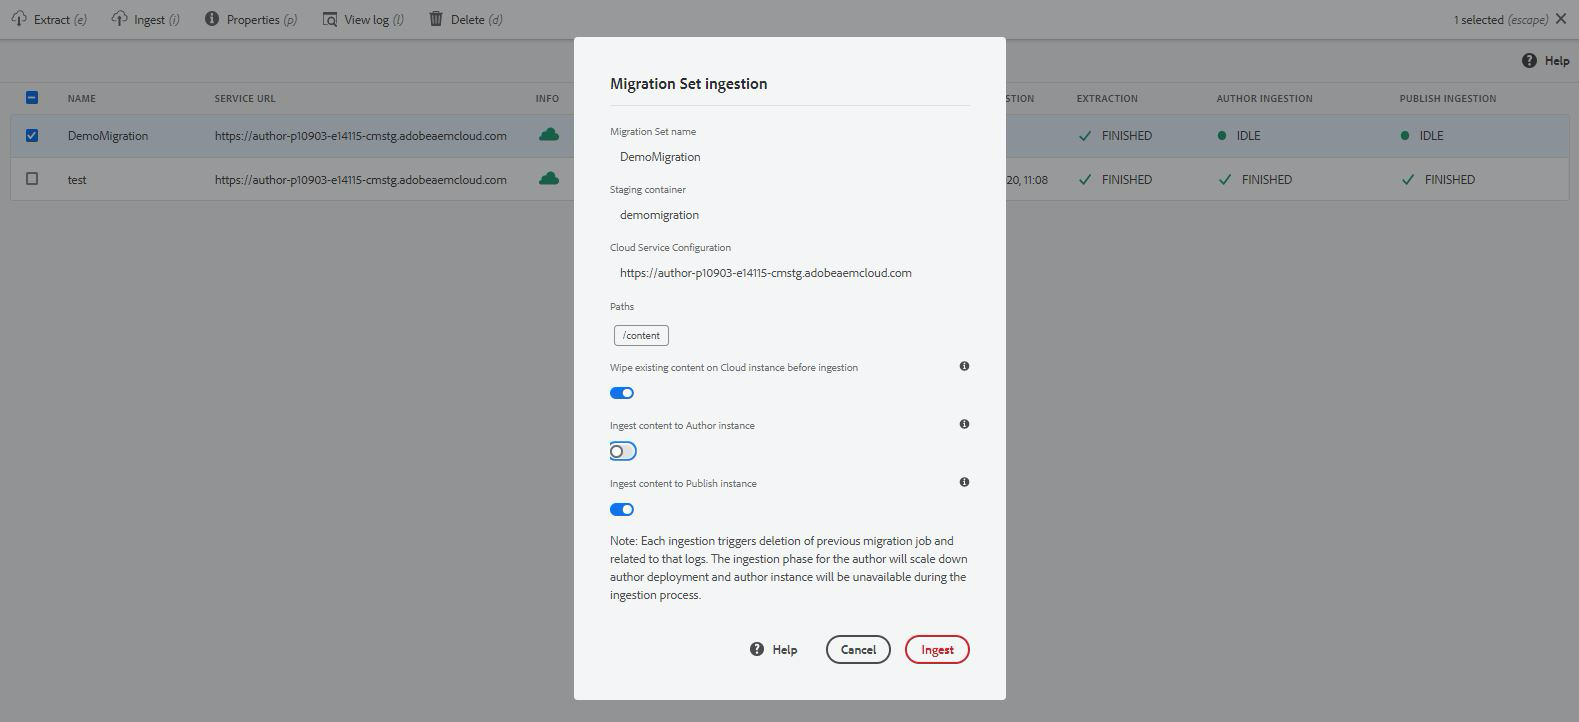 Extract (e) Ingest (i) Properties (p) View log (l) Delete (d) 1 selected (escape)
Help
NAME SERVICE URL INFO STION EXTRACTION AUTHOR INGESTION PUBLISH INGESTION
DemoMigration https://author-p10903-e14115-cmstg.adobeaemcloud.com FINISHED IDLE IDLE
test https://author-p10903-e14115-cmstg.adobeaemcloud.com 20, 11:08 FINISHED FINISHED FINISHED
Migration Set ingestion
Migration Set name
DemoMigration
Staging container
demomigration
Cloud Service Configuration
https://author-p10903-e14115-cmstg.adobeaemcloud.com
Paths
/content
Wipe existing content on Cloud instance before ingestion
Ingest content to Author instance
Ingest content to Publish instance
Note: Each ingestion triggers deletion of previous migration job and
related to that logs. The ingestion phase for the author will scale down
author deployment and author instance will be unavailable during the
ingestion process.
Help Cancel Ingest